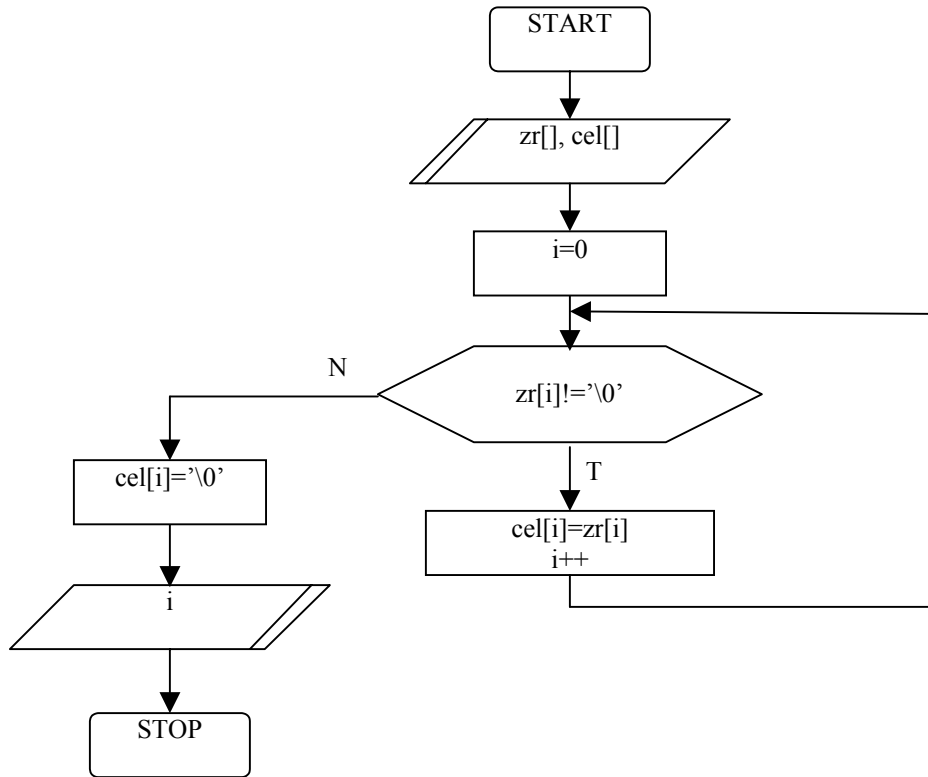 START
zr[], cel[]
i=0
zr[i]!=’\0’
N
T
cel[i]=’\0’
cel[i]=zr[i]
i++
i
STOP